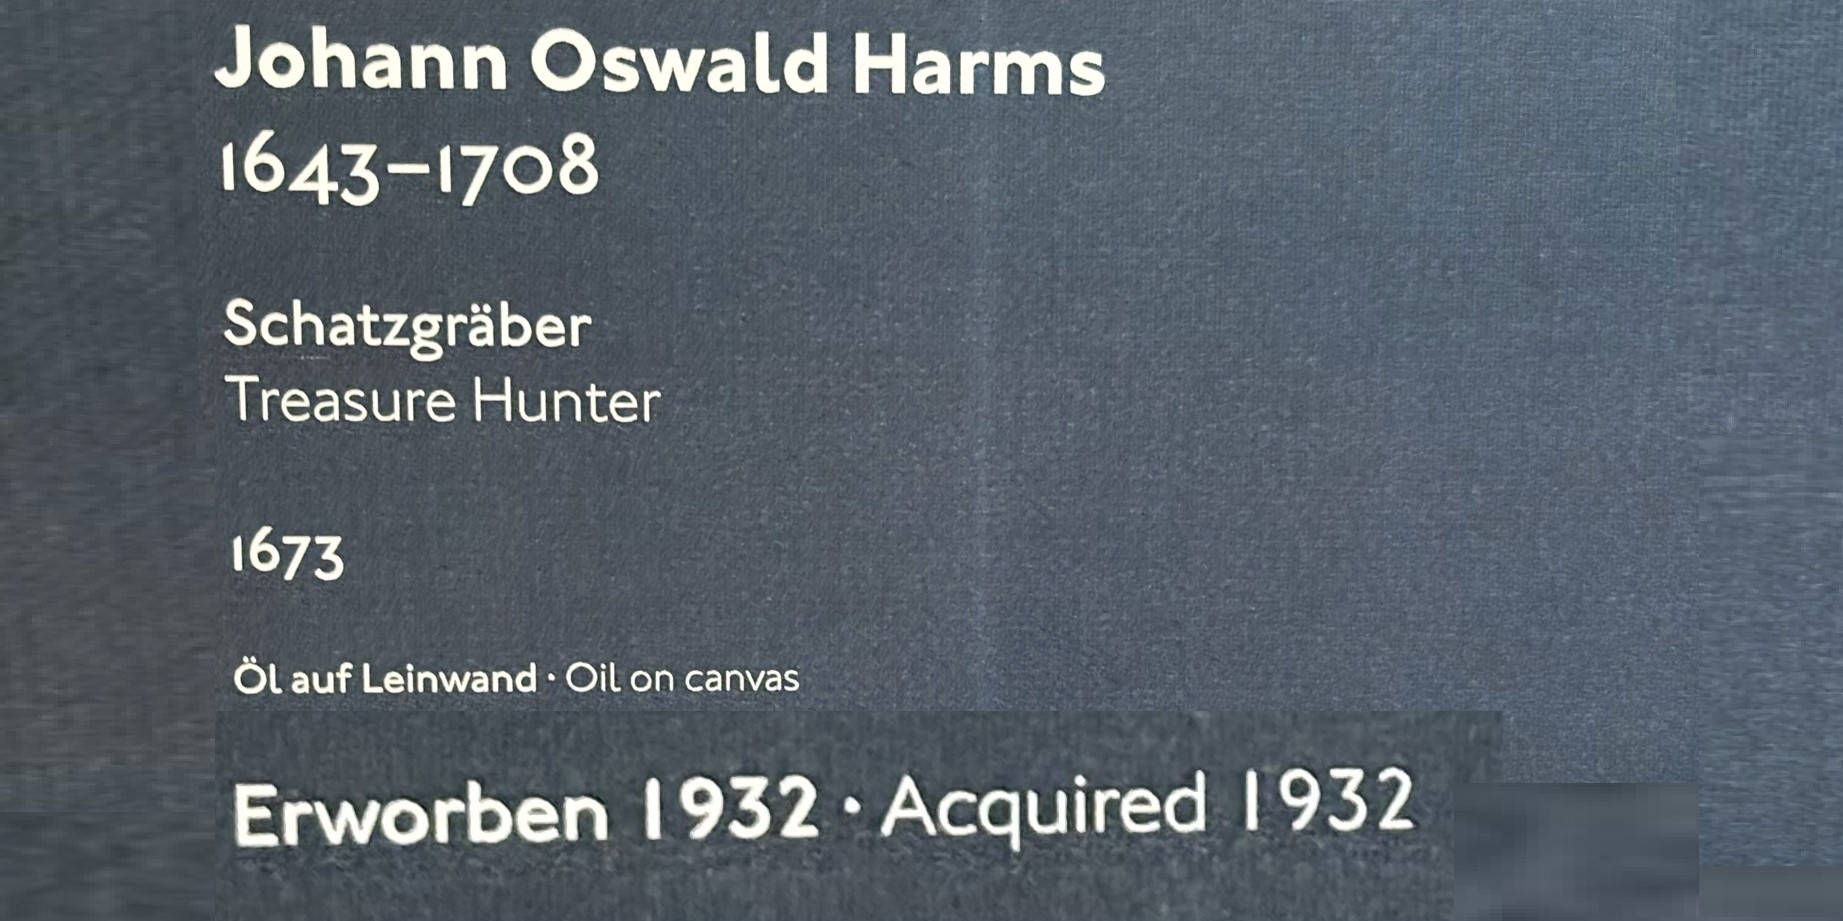 Johann Oswald Harms
1643–1708
Schatzgräber
Treasure Hunter
1673
Öl auf Leinwand · Oil on canvas
Erworben 1932 · Acquired 1932